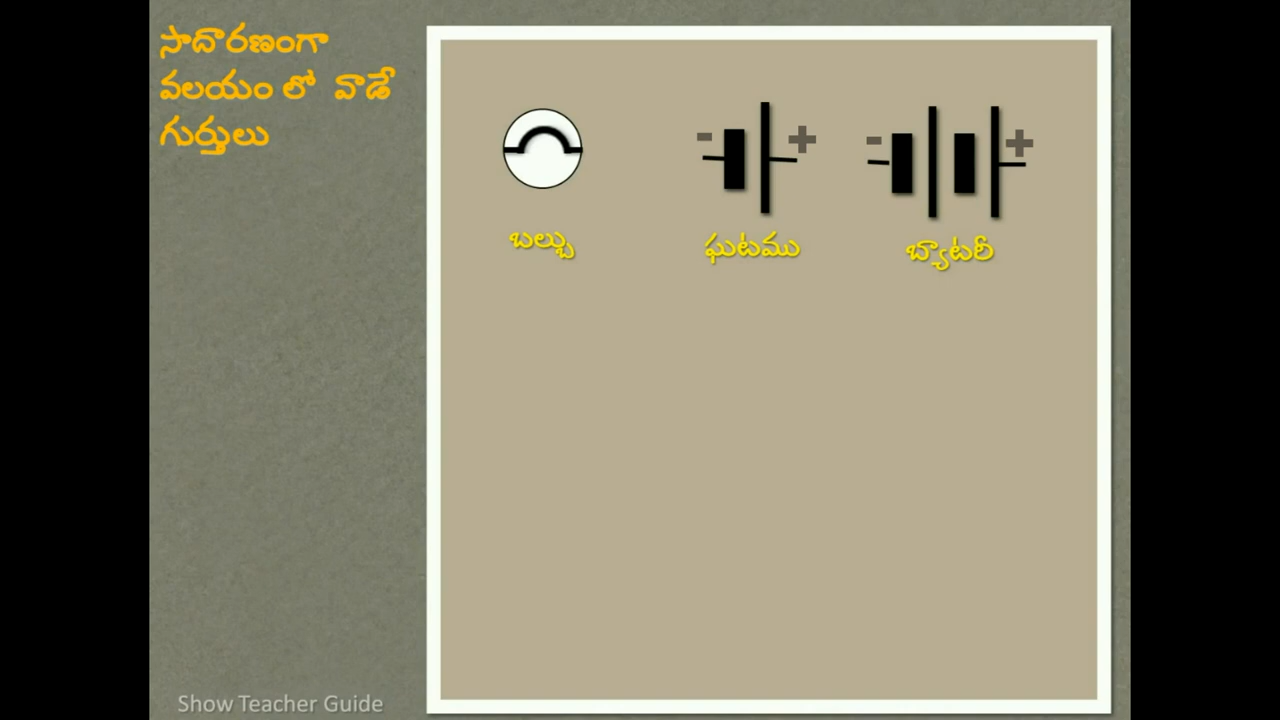 సాదారణంగా
వలయం లో వాడే
గుర్తులు
- +
- +
బల్బు
ఘటము
బ్యాటరీ
Show Teacher Guide